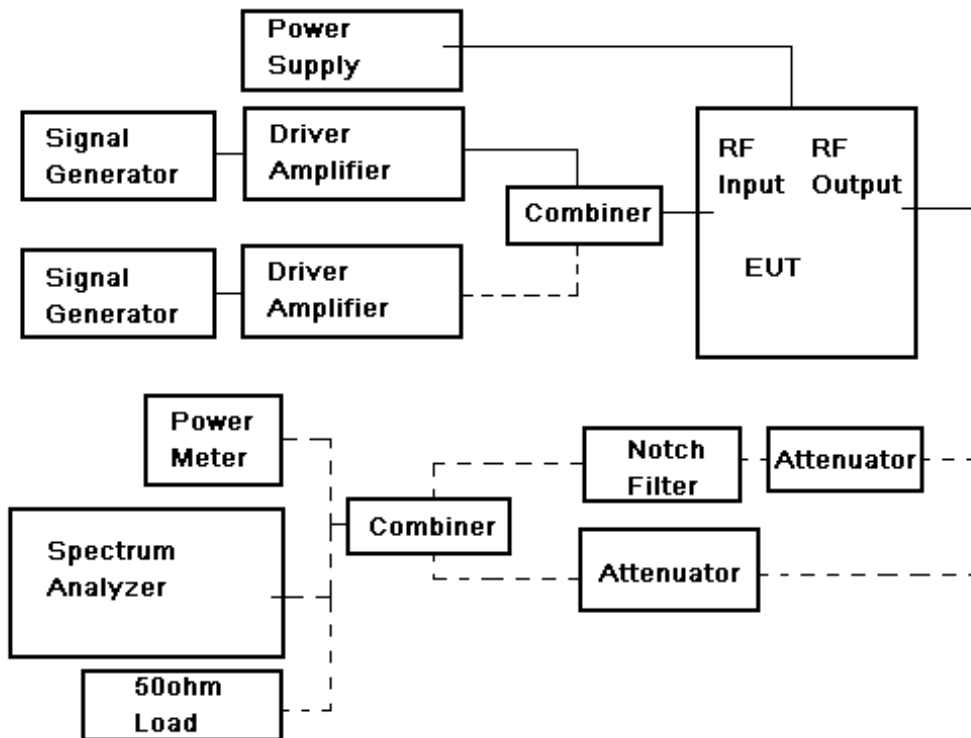 Power
Supply
Signal
Generator
Driver
Amplifier
Combiner
RF
Input
RF
Output
EUT
Signal
Generator
Driver
Amplifier
Power
Meter
Notch
Filter
Attenuator
Combiner
Spectrum
Analyzer
Attenuator
50ohm
Load